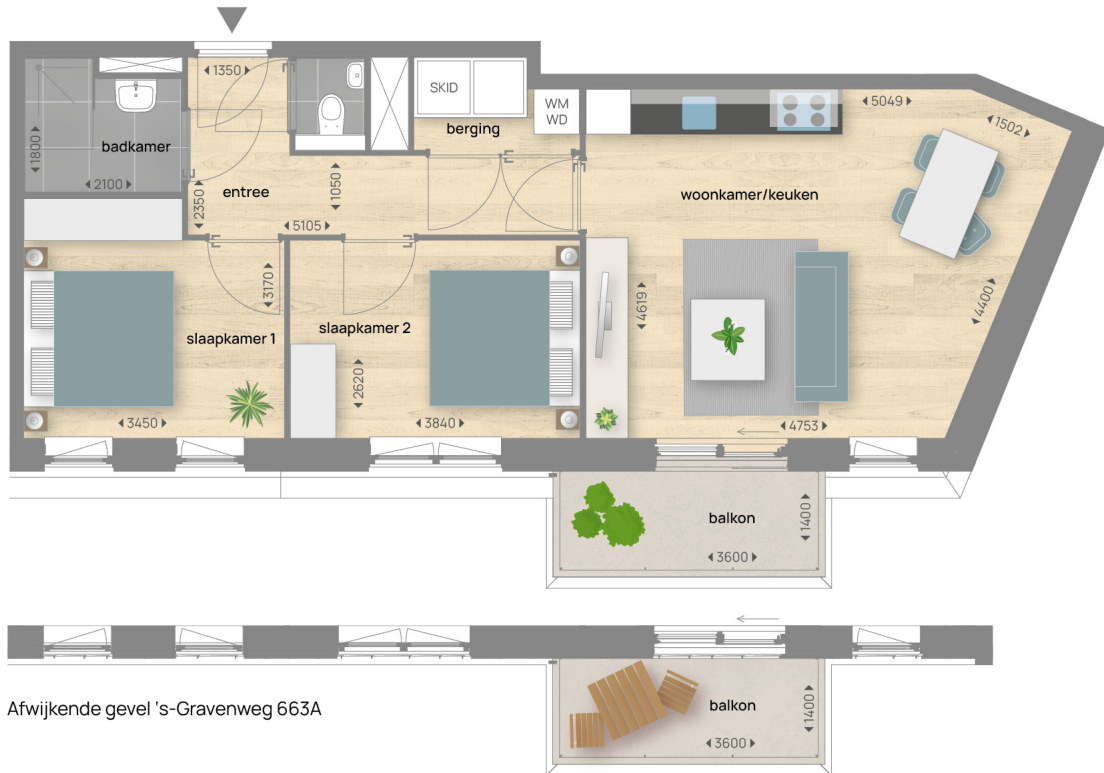 1350
SKID
WM
WD
5049
1502
berging
badkamer
1800
2100
2350
entree
1050
5105
woonkamer/keuken
3170
4619
4400
slaapkamer 1
slaapkamer 2
2620
3450
3840
4753
balkon
1400
3600
Afwijkende gevel ‘s-Gravenweg 663A
balkon
1400
3600